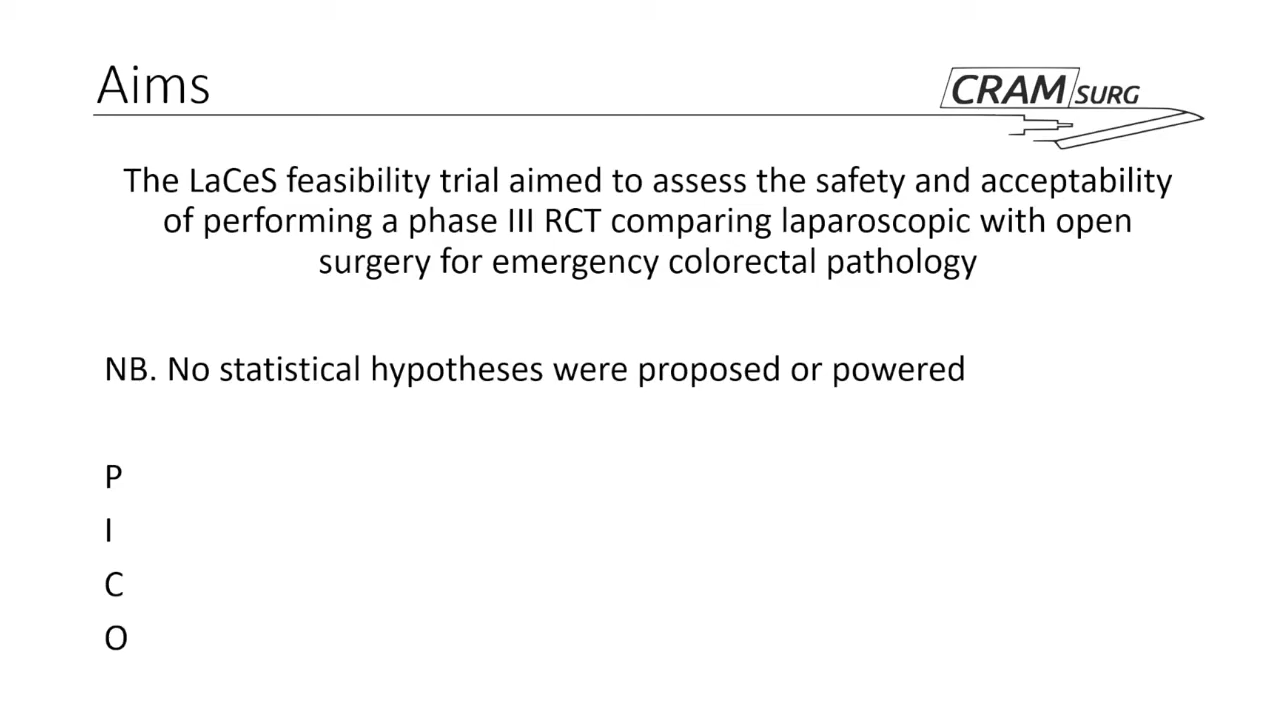 Aims
CRAM SURG
The LaCeS feasibility trial aimed to assess the safety and acceptability
of performing a phase III RCT comparing laparoscopic with open
surgery for emergency colorectal pathology
NB. No statistical hypotheses were proposed or powered
P
I
C
O